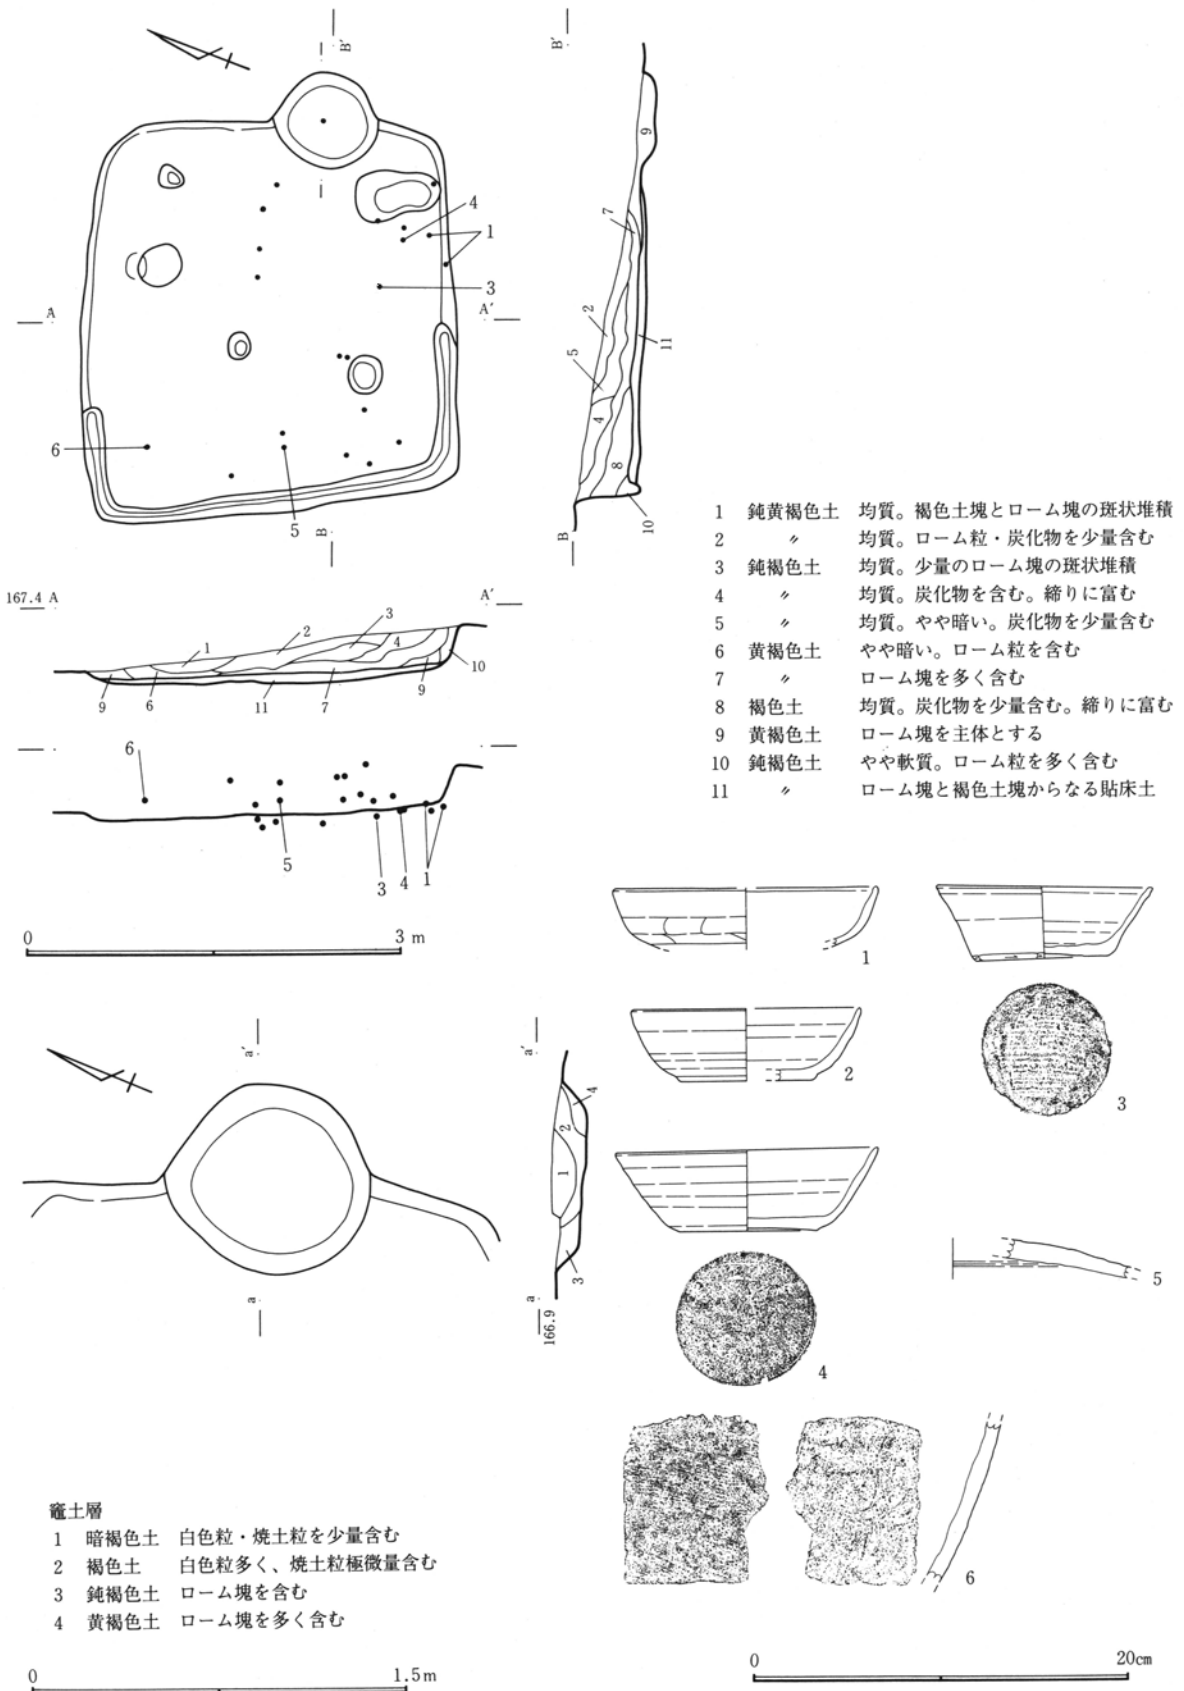 B′
B′
9
7
2
5
11
4
8
10
B
4
1
3
A
A′
6
5
B
1 鈍黄褐色土 均質。褐色土塊とローム塊の斑状堆積
2 〃 均質。ローム粒・炭化物を少量含む
3 鈍褐色土 均質。少量のローム塊の斑状堆積
4 〃 均質。炭化物を含む。締りに富む
5 〃 均質。やや暗い。炭化物を少量含む
6 黄褐色土 やや暗い。ローム粒を含む
7 〃 ローム塊を多く含む
8 褐色土 均質。炭化物を少量含む。締りに富む
9 黄褐色土 ローム塊を主体とする
10 鈍褐色土 やや軟質。ローム粒を多く含む
11 〃 ローム塊と褐色土塊からなる貼床土
167.4 A
A′
1
2
3
4
10
9
6
11
7
9
6
5
3
4
1
0
3 m
1
3
2
a′
a′
4
2
1
3
a
a
166.9
4
5
6
竈土層
1 暗褐色土 白色粒・焼土粒を少量含む
2 褐色土 白色粒多く、焼土粒極微量含む
3 鈍褐色土 ローム塊を含む
4 黄褐色土 ローム塊を多く含む
0
1.5m
0
20cm